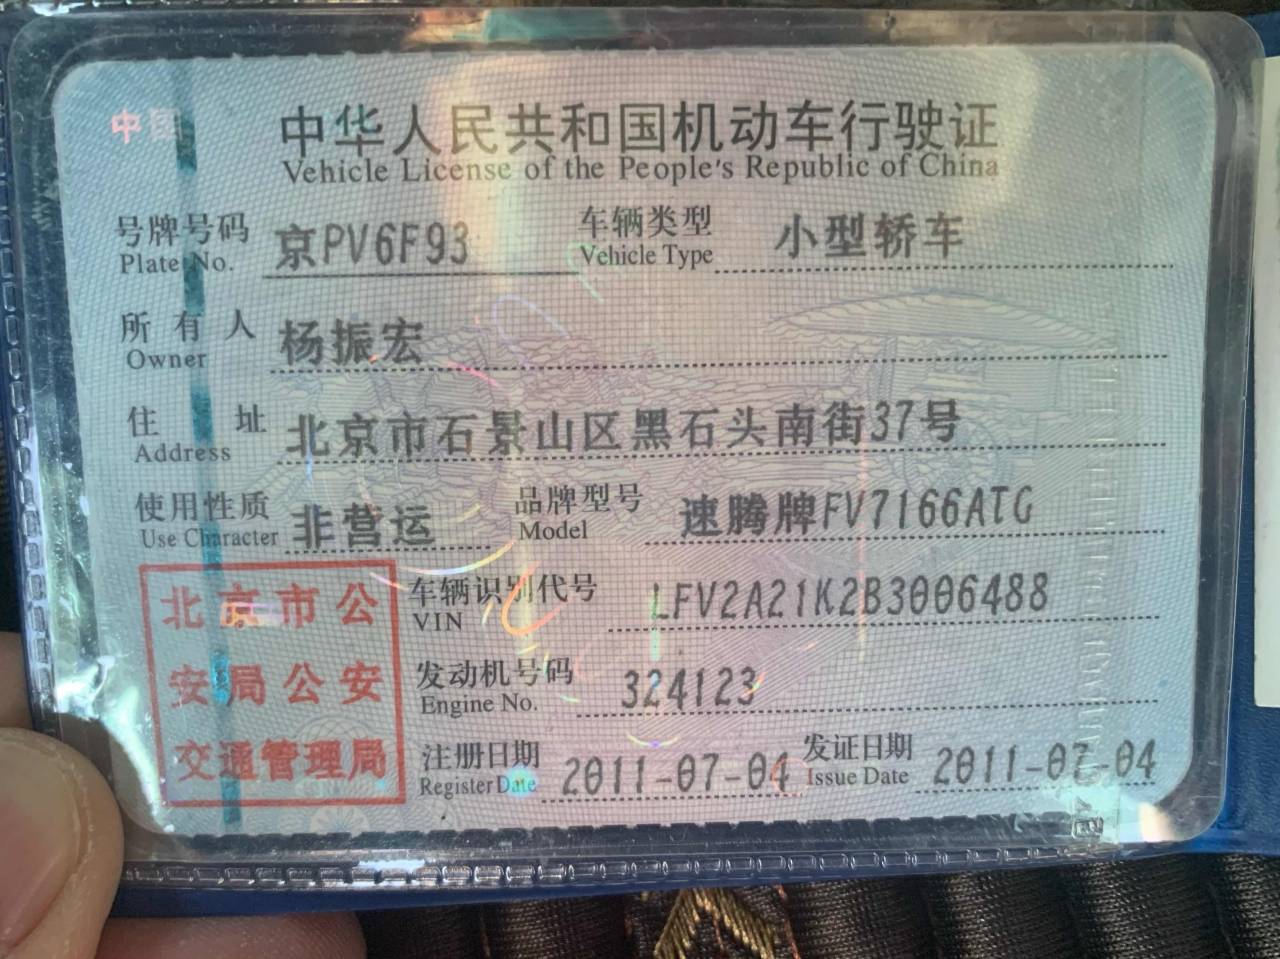 中国
中华人民共和国机动车行驶证
Vehicle License of the People's Republic of China
号牌号码 京PV6F93 车辆类型 小型轿车
Plate No. Vehicle Type
所有人 杨振宏
Owner
住址 北京市石景山区黑石头南街37号
Address
使用性质 非营运 品牌型号 速腾牌FV7166ATG
Use Character Model
北京市公
安局公安
交通管理局
车辆识别代号 LFV2A21K2B3006488
VIN
发动机号码 324123
Engine No.
注册日期 2011-07-04 发证日期 2011-07-04
Register Date Issue Date